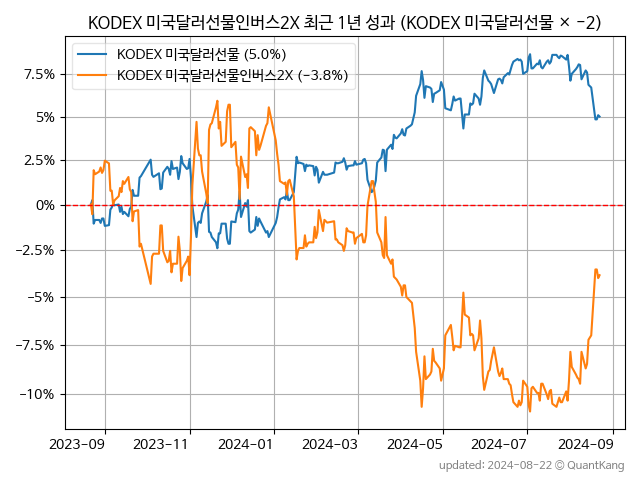 KODEX 미국달러선물인버스2X 최근 1년 성과 (KODEX 미국달러선물 × −2)
KODEX 미국달러선물 (5.0%)
KODEX 미국달러선물인버스2X (−3.8%)
7.5%
5%
2.5%
0%
−2.5%
−5%
−7.5%
−10%
2023-09 2023-11 2024-01 2024-03 2024-05 2024-07 2024-09
updated: 2024-08-22 © QuantKang